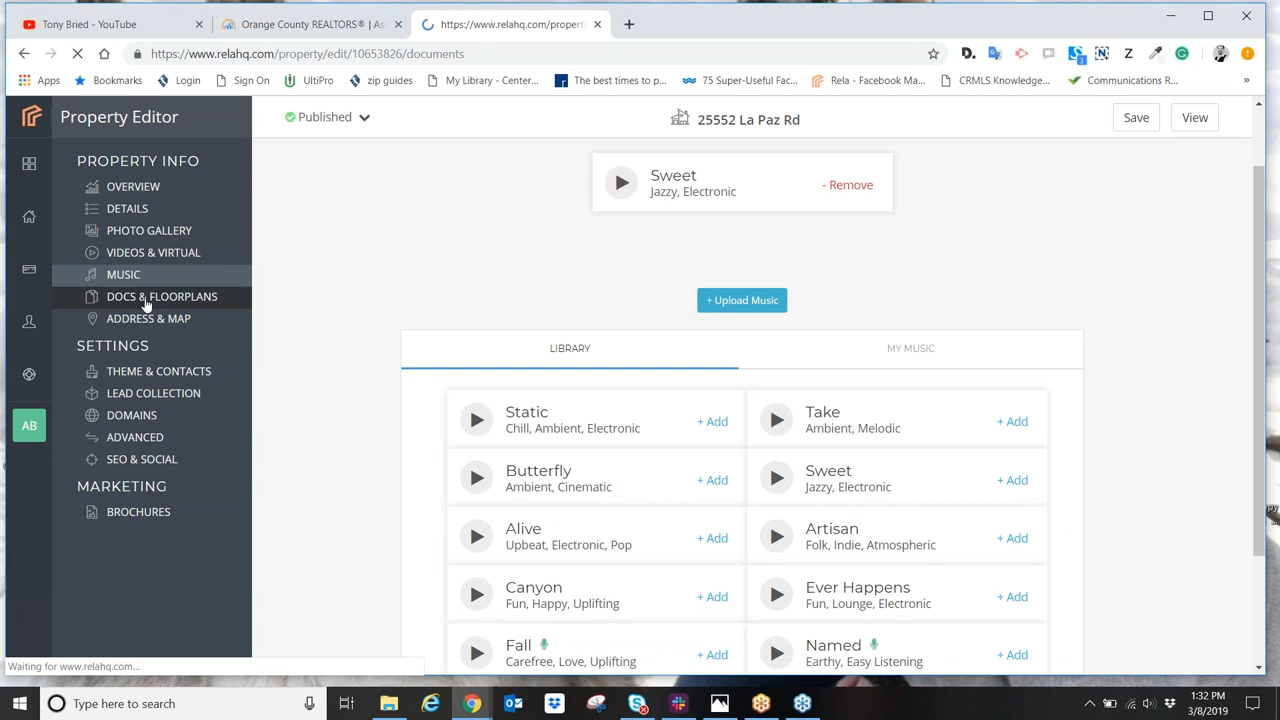 Tony Bried - YouTube
Orange County REALTORS® | Ass
https://www.relahq.com/property
https://www.relahq.com/property/edit/10653826/documents
Apps
Bookmarks
Login
Sign On
UltiPro
zip guides
My Library - Center...
The best times to p...
75 Super-Useful Fac...
Rela - Facebook Ma...
CRMLS Knowledge...
Communications R...
Property Editor
Published
25552 La Paz Rd
Save
View
PROPERTY INFO
OVERVIEW
DETAILS
PHOTO GALLERY
VIDEOS & VIRTUAL
MUSIC
DOCS & FLOORPLANS
ADDRESS & MAP
SETTINGS
THEME & CONTACTS
LEAD COLLECTION
DOMAINS
ADVANCED
SEO & SOCIAL
MARKETING
BROCHURES
AB
Sweet
Jazzy, Electronic
- Remove
+ Upload Music
LIBRARY
MY MUSIC
Static
Chill, Ambient, Electronic
+ Add
Take
Ambient, Melodic
+ Add
Butterfly
Ambient, Cinematic
+ Add
Sweet
Jazzy, Electronic
+ Add
Alive
Upbeat, Electronic, Pop
+ Add
Artisan
Folk, Indie, Atmospheric
+ Add
Canyon
Fun, Happy, Uplifting
+ Add
Ever Happens
Fun, Lounge, Electronic
+ Add
Fall
Carefree, Love, Uplifting
+ Add
Named
Earthy, Easy Listening
+ Add
Waiting for www.relahq.com...
Type here to search
1:32 PM
3/8/2019